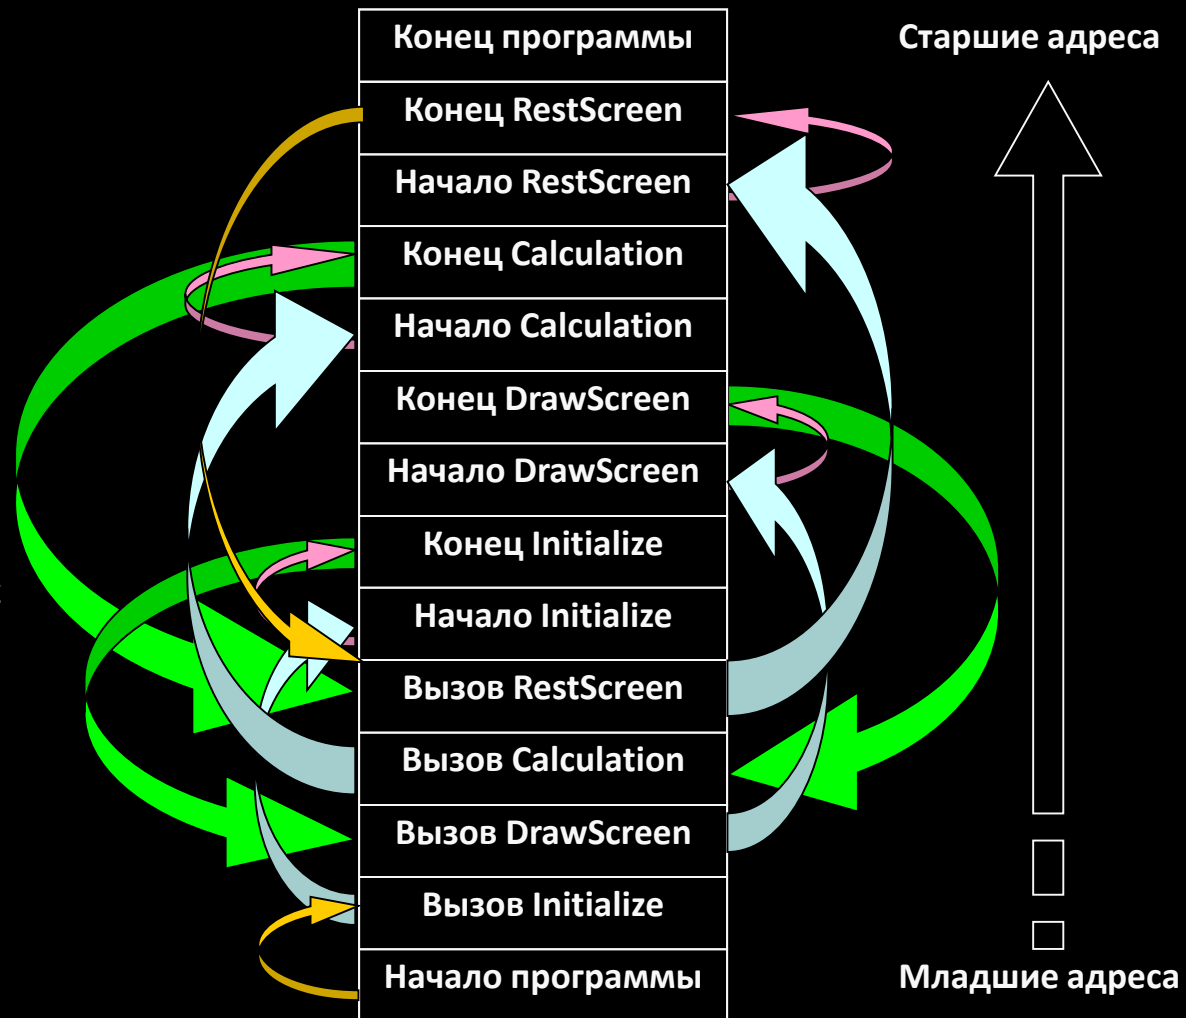 Конец программы
Старшие адреса
Конец RestScreen
Начало RestScreen
Конец Calculation
Начало Calculation
Конец DrawScreen
Начало DrawScreen
Конец Initialize
Начало Initialize
Вызов RestScreen
Вызов Calculation
Вызов DrawScreen
Вызов Initialize
Начало программы
Младшие адреса